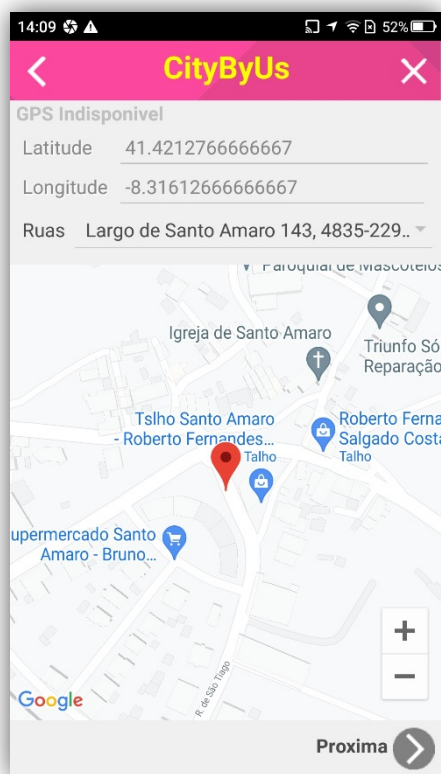 14:09
52%
CityByUs
GPS Indisponivel
Latitude 41.4212766666667
Longitude -8.31612666666667
Ruas Largo de Santo Amaro 143, 4835-229..
Paroquial de Mascotelos
Igreja de Santo Amaro
Triunfo Só
Reparação
Tslho Santo Amaro
- Roberto Fernandes...
Talho
Roberto Ferna
Salgado Costa
Talho
upermercado Santo
Amaro - Bruno...
R. de São Tiago
+
−
Google
Proxima